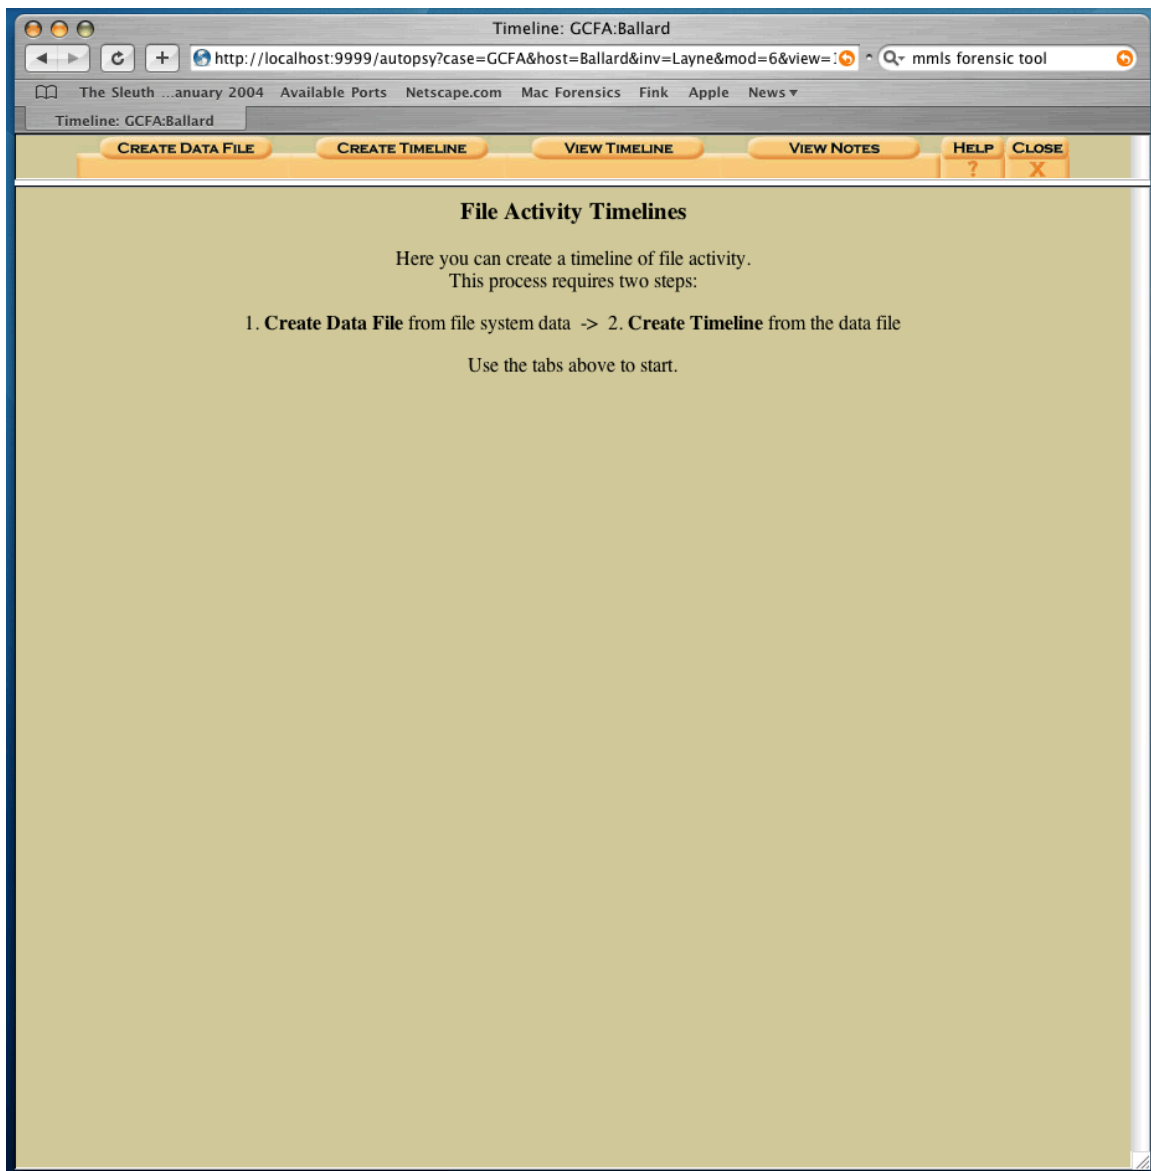 Timeline: GCFA:Ballard
http://localhost:9999/autopsy?case=GCFA&host=Ballard&inv=Layne&mod=6&view= mmls forensic tool
The Sleuth ...anuary 2004 Available Ports Netscape.com Mac Forensics Fink Apple News
Timeline: GCFA:Ballard
CREATE DATA FILE CREATE TIMELINE VIEW TIMELINE VIEW NOTES HELP CLOSE
? X
File Activity Timelines
Here you can create a timeline of file activity.
This process requires two steps:
1. Create Data File from file system data -> 2. Create Timeline from the data file
Use the tabs above to start.